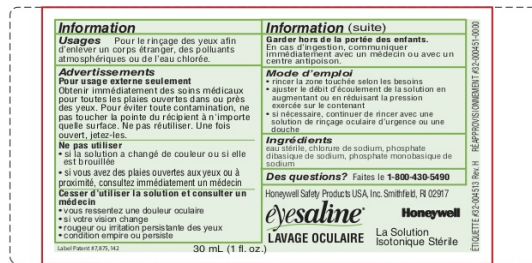 Information
Usages Pour le rinçage des yeux afin
d'enlever un corps étranger, des polluants
atmosphériques ou de l'eau chlorée.
Advertissements
Pour usage externe seulement
Obtenir immédiatement des soins médicaux
pour toutes les plaies ouvertes dans ou près
des yeux. Pour éviter toute contamination, ne
pas toucher la pointe du récipient à n'importe
quelle surface. Ne pas réutiliser. Une fois
ouvert, jetez-les.
Ne pas utiliser
• si la solution a changé de couleur ou si elle
est brouillée
• si vous avez des plaies ouvertes aux yeux ou à
proximité, consultez immédiatement un médecin
Cesser d'utiliser la solution et consulter un
médecin
• vous ressentez une douleur oculaire
• si votre vision change
• rougeur ou irritation persistante des yeux
• condition empire ou persiste
Label Patent #7,875,142
30 mL (1 fl. oz.)
Information (suite)
Garder hors de la portée des enfants.
En cas d'ingestion, communiquer
immédiatement avec un médecin ou avec un
centre antipoison.
Mode d'emploi
• rincer la zone touchée selon les besoins
• ajuster le débit d'écoulement de la solution en
augmentant ou en réduisant la pression
exercée sur le contenant
• si nécessaire, continuer de rincer avec une
solution de rinçage oculaire d'urgence ou une
douche
Ingrédients
eau stérile, chlorure de sodium, phosphate
dibasique de sodium, phosphate monobasique de
sodium
Des questions? Faites le 1-800-430-5490
Honeywell Safety Products USA, Inc. Smithfield, RI 02917
eyesaline®
LAVAGE OCULAIRE
Honeywell
La Solution
Isotonique Stérile
ÉTIQUETTE #32-004513 Rev. H RÉAPPROVISIONNEMENT #32-000451-0000